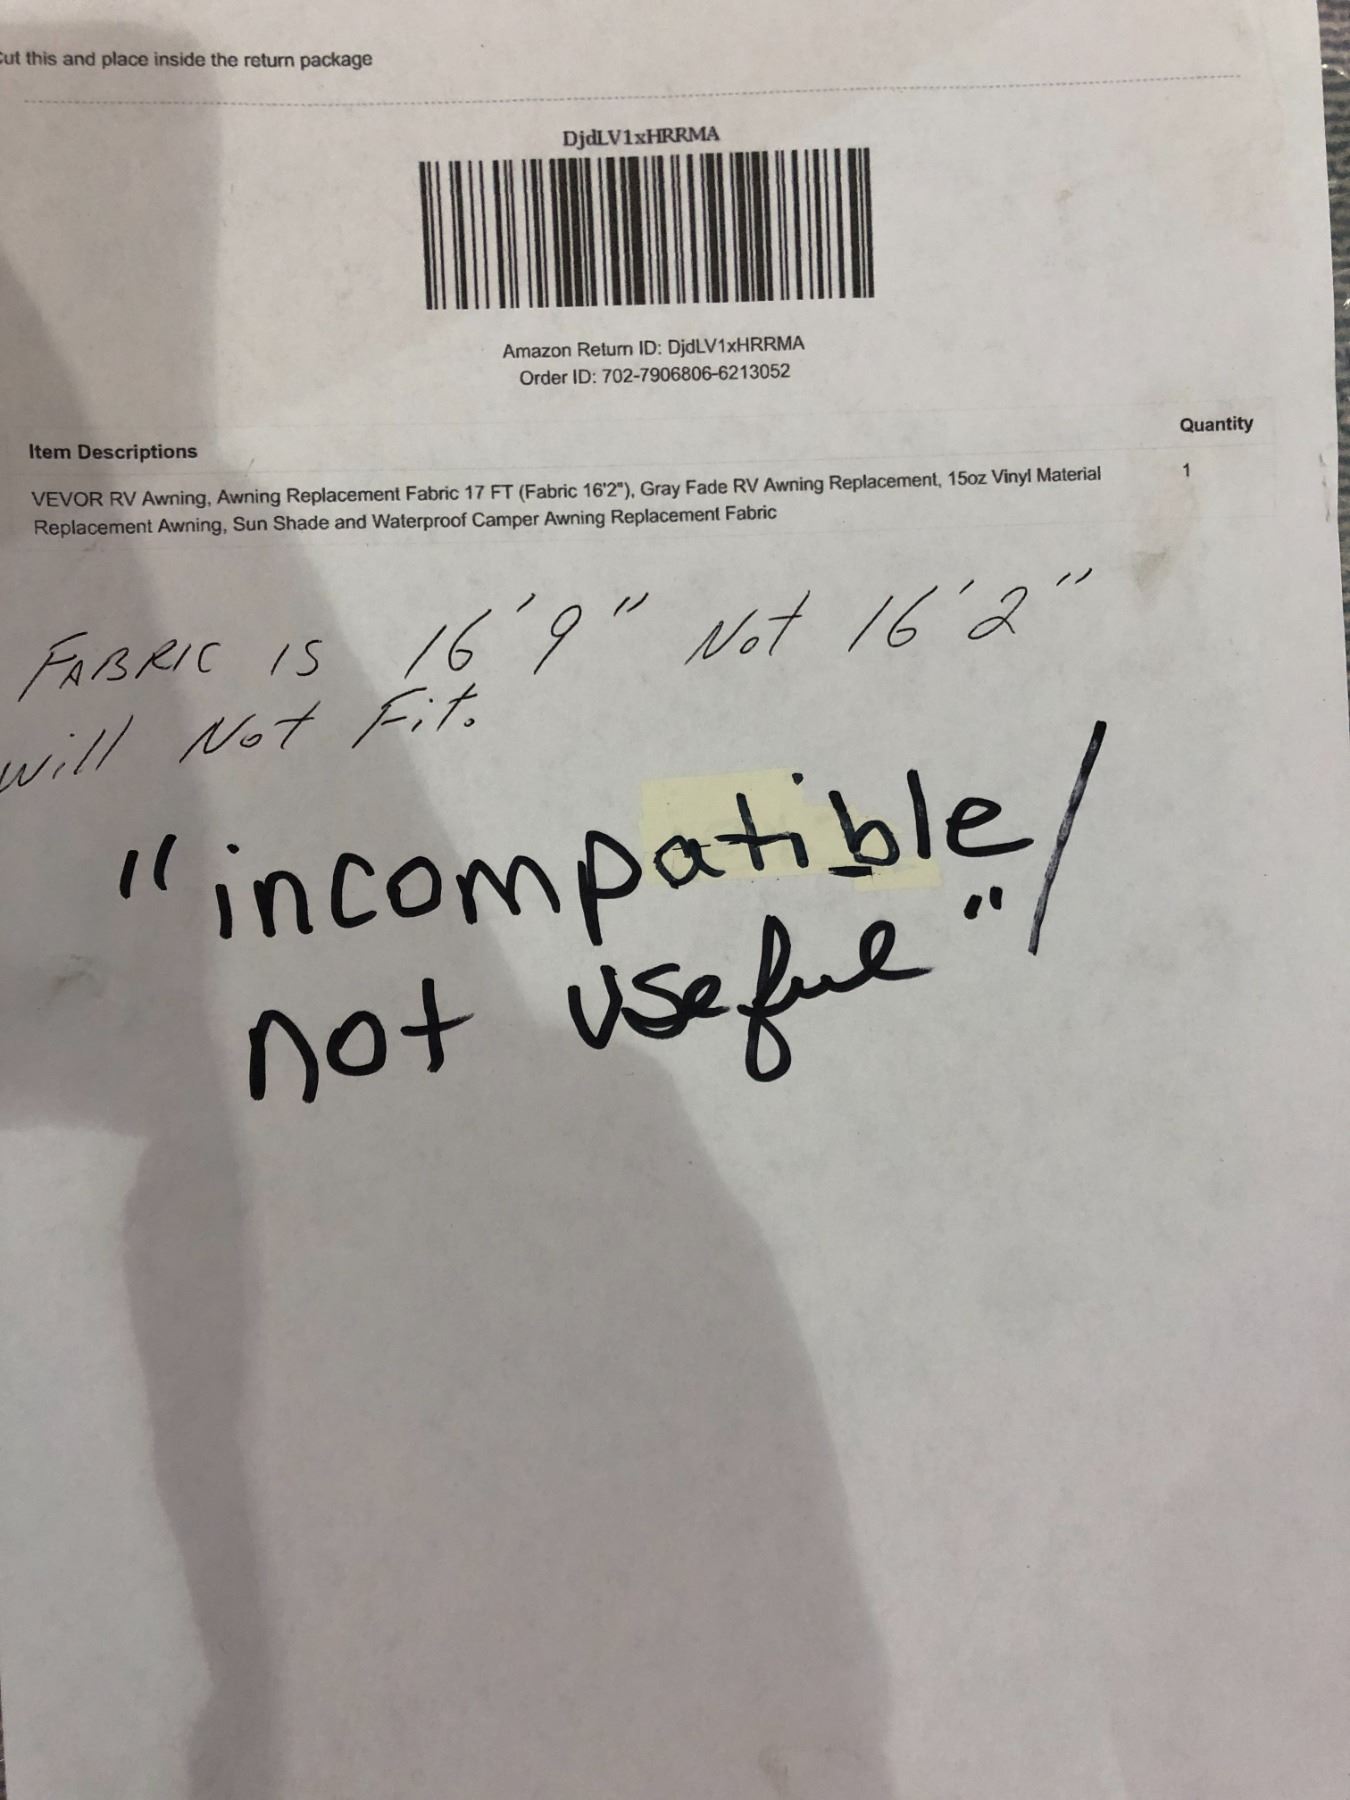 Cut this and place inside the return package
DjdLV1xHRRMA
Amazon Return ID: DjdLV1xHRRMA
Order ID: 702-7906806-6213052
Item Descriptions
Quantity
VEVOR RV Awning, Awning Replacement Fabric 17 FT (Fabric 16'2"), Gray Fade RV Awning Replacement, 15oz Vinyl Material
1
Replacement Awning, Sun Shade and Waterproof Camper Awning Replacement Fabric
FABRIC IS 16'9" Not 16'2"
will Not Fit.
"incompatible/
not useful"